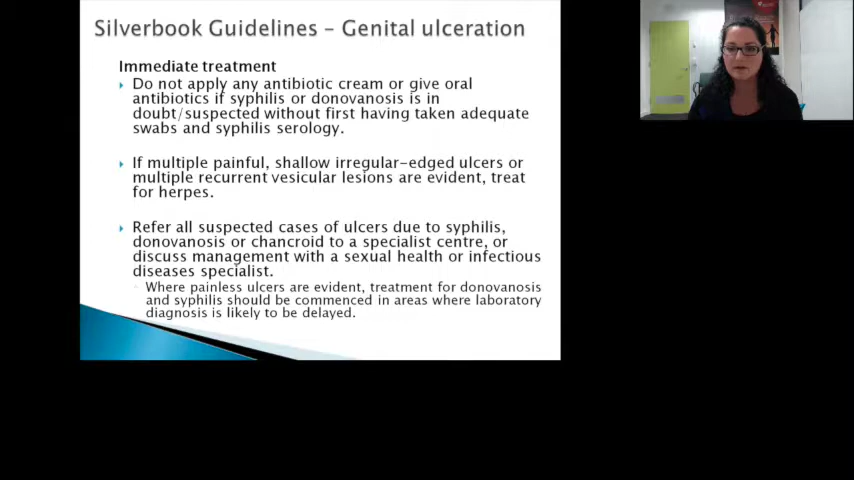 Silverbook Guidelines – Genital ulceration
Immediate treatment
Do not apply any antibiotic cream or give oral
antibiotics if syphilis or donovanosis is in
doubt/suspected without first having taken adequate
swabs and syphilis serology.
If multiple painful, shallow irregular-edged ulcers or
multiple recurrent vesicular lesions are evident, treat
for herpes.
Refer all suspected cases of ulcers due to syphilis,
donovanosis or chancroid to a specialist centre, or
discuss management with a sexual health or infectious
diseases specialist.
Where painless ulcers are evident, treatment for donovanosis
and syphilis should be commenced in areas where laboratory
diagnosis is likely to be delayed.